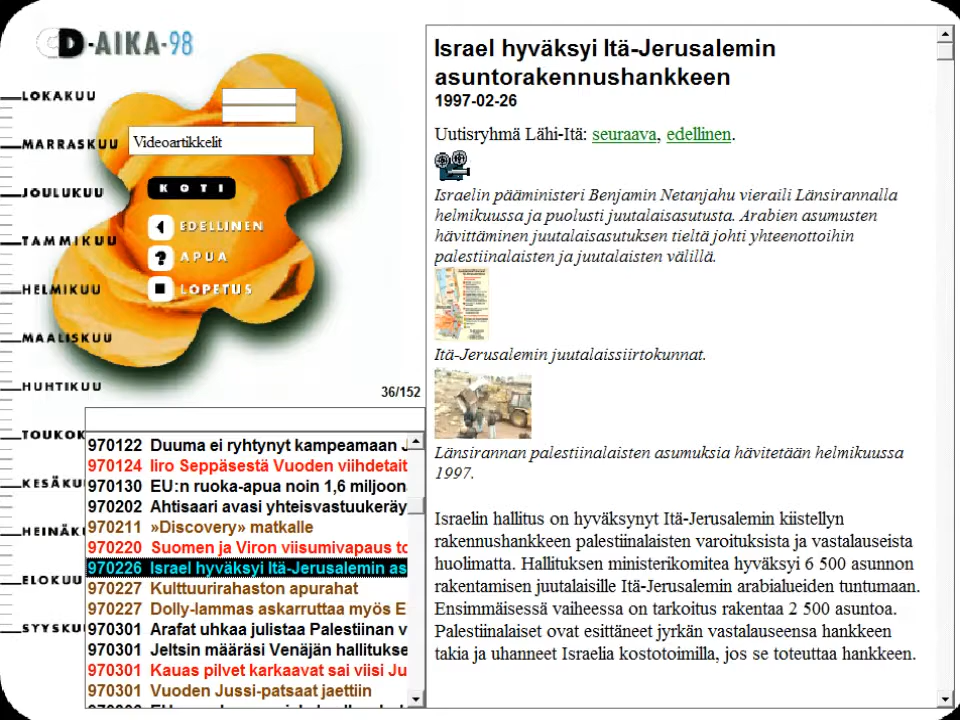 CD-AIKA-98
LOKAKUU
MARRASKUU
JOULUKUU
TAMMIKUU
HELMIKUU
MAALISKUU
HUHTIKUU
TOUKOK
KESÄKU
HEINÄK
ELOKUU
SYYSKU
Videoartikkelit
KOTI
EDELLINEN
APUA
LOPETUS
36/152
970122 Duuma ei ryhtynyt kampeamaan J
970124 Iiro Seppäsestä Vuoden viihdetait
970130 EU:n ruoka-apua noin 1,6 miljoon
970202 Ahtisaari avasi yhteisvastuukeräy
970211 »Discovery» matkalle
970220 Suomen ja Viron viisumivapaus to
970226 Israel hyväksyi Itä-Jerusalemin as
970227 Kulttuurirahaston apurahat
970227 Dolly-lammas askarruttaa myös E
970301 Arafat uhkaa julistaa Palestiinan v
970301 Jeltsin määräsi Venäjän hallitukse
970301 Kauas pilvet karkaavat sai viisi Ju
970301 Vuoden Jussi-patsaat jaettiin
Israel hyväksyi Itä-Jerusalemin
asuntorakennushankkeen
1997-02-26
Uutisryhmä Lähi-Itä: seuraava, edellinen.
Israelin pääministeri Benjamin Netanjahu vieraili Länsirannalla
helmikuussa ja puolusti juutalaisasutusta. Arabien asumusten
hävittäminen juutalaisasutuksen tieltä johti yhteenottoihin
palestiinalaisten ja juutalaisten välillä.
Itä-Jerusalemin juutalaissiirtokunnat.
Länsirannan palestiinalaisten asumuksia hävitetään helmikuussa
1997.
Israelin hallitus on hyväksynyt Itä-Jerusalemin kiistellyn
rakennushankkeen palestiinalaisten varoituksista ja vastalauseista
huolimatta. Hallituksen ministerikomitea hyväksyi 6 500 asunnon
rakentamisen juutalaisille Itä-Jerusalemin arabialueiden tuntumaan.
Ensimmäisessä vaiheessa on tarkoitus rakentaa 2 500 asuntoa.
Palestiinalaiset ovat esittäneet jyrkän vastalauseensa hankkeen
takia ja uhanneet Israelia kostotoimilla, jos se toteuttaa hankkeen.